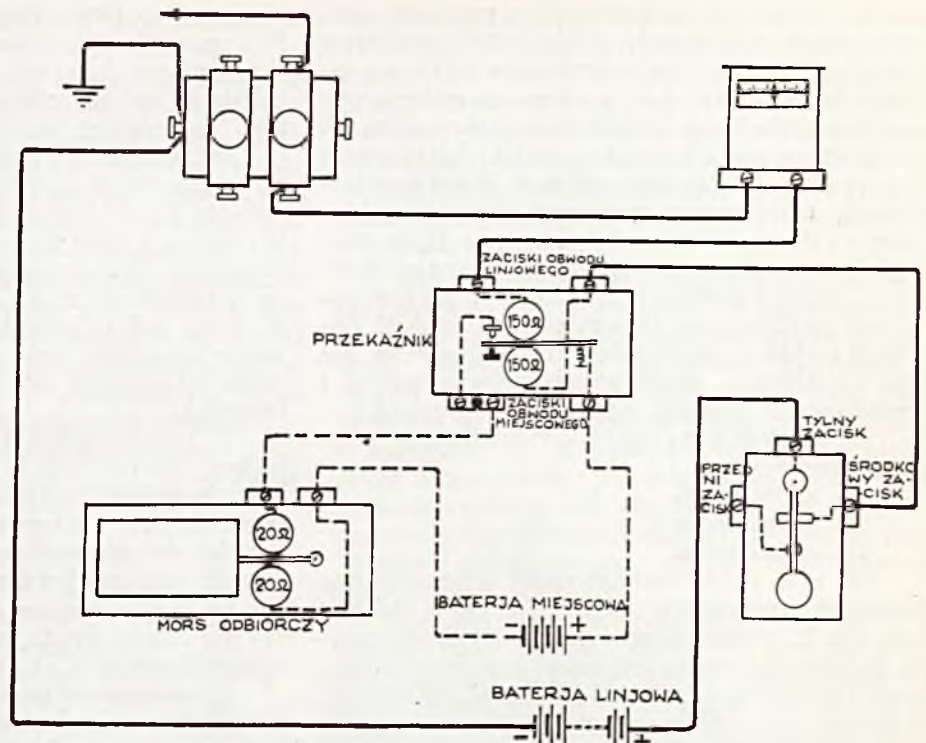 ZACISKI OBWODU
LINJOWEGO
PRZEKAŹNIK
150Ω
150Ω
ZACISKI
OBWODU
MIEJSCOWEGO
TYLNY
ZACISK
PRZED
NI
ZA-
CISK
ŚRODKO
WY ZA-
CISK
20Ω
20Ω
MORS ODBIORCZY
BATERJA MIEJSCOWA
- +
BATERJA LINJOWA
- +